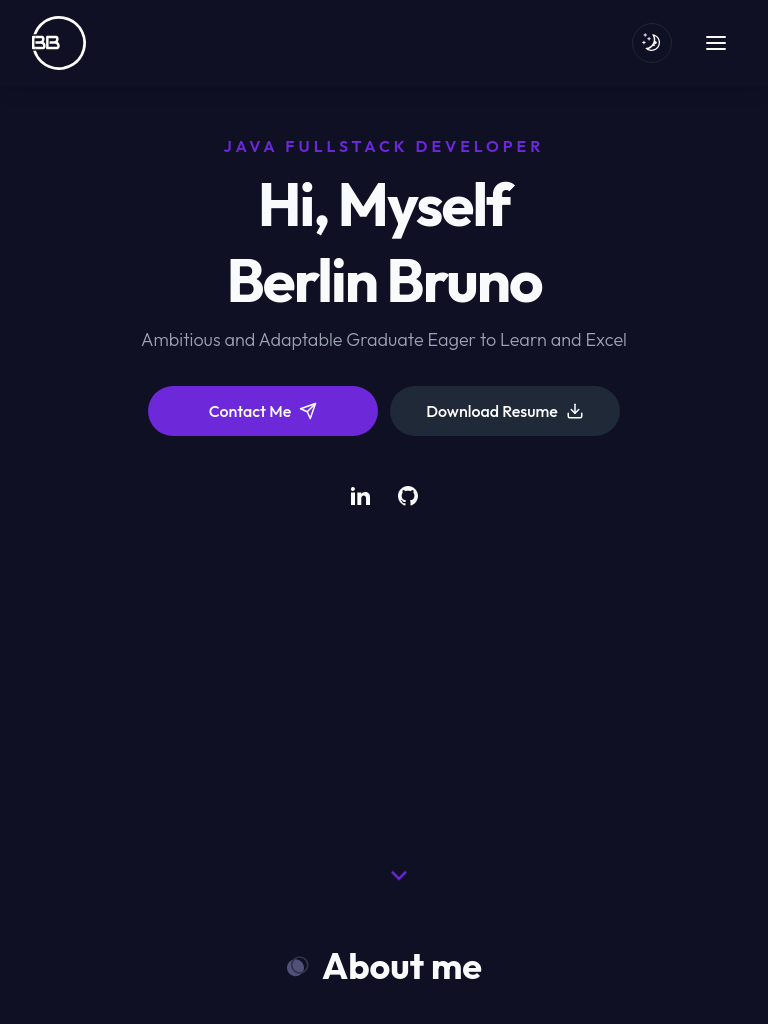 BB
JAVA FULLSTACK DEVELOPER
Hi, Myself
Berlin Bruno
Ambitious and Adaptable Graduate Eager to Learn and Excel
Contact Me
Download Resume
in
About me